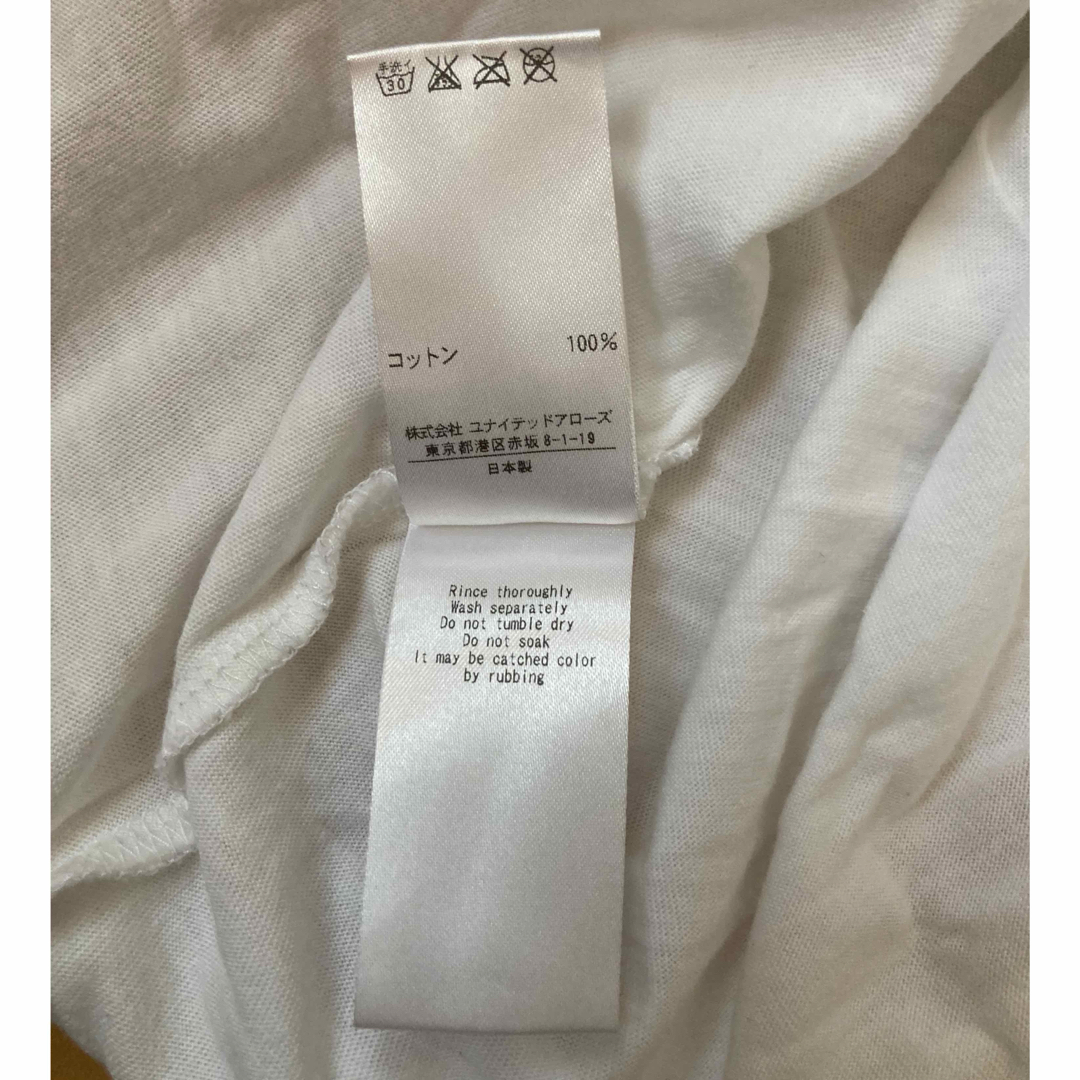 手洗イ
30
コットン 100%
株式会社 ユナイテッドアローズ
東京都港区赤坂 8-1-19
日本製
Rince thoroughly
Wash separately
Do not tumble dry
Do not soak
It may be catched color
by rubbing